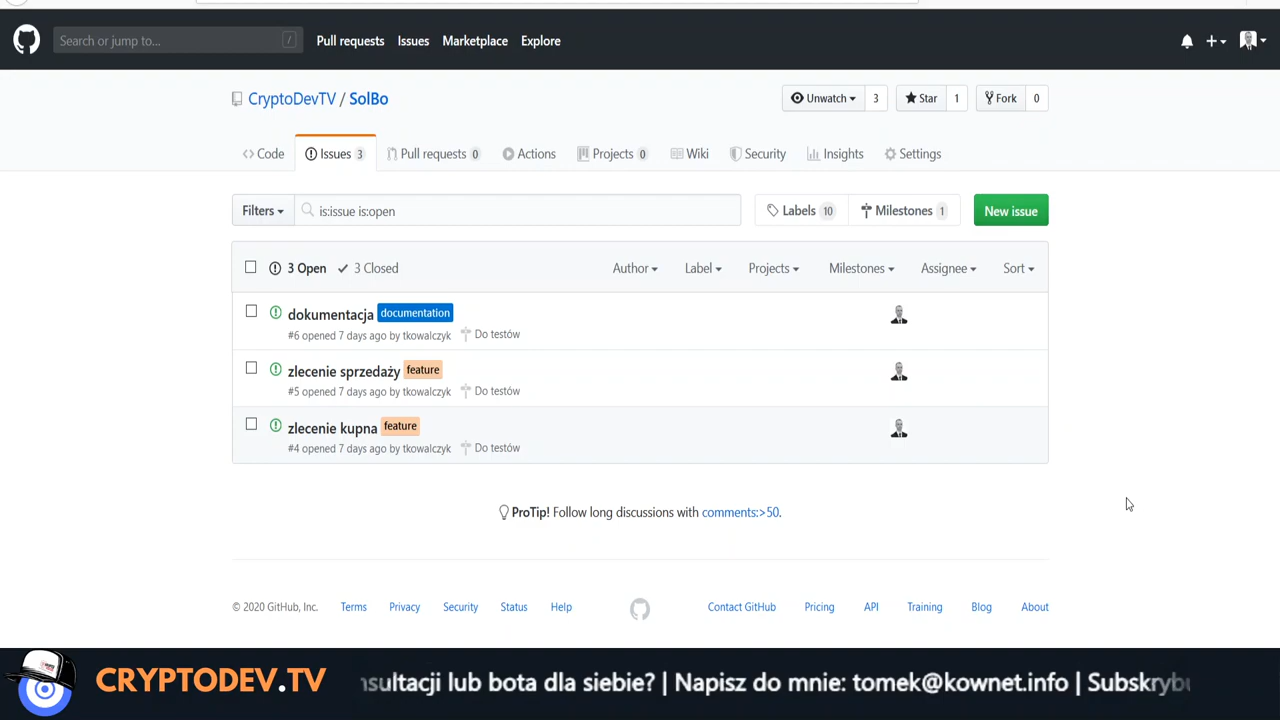 Search or jump to... / Pull requests Issues Marketplace Explore
CryptoDevTV / SolBo Unwatch 3 Star 1 Fork 0
Code Issues 3 Pull requests 0 Actions Projects 0 Wiki Security Insights Settings
Filters is:issue is:open Labels 10 Milestones 1 New issue
3 Open 3 Closed Author Label Projects Milestones Assignee Sort
dokumentacja documentation
#6 opened 7 days ago by tkowalczyk Do testów
zlecenie sprzedaży feature
#5 opened 7 days ago by tkowalczyk Do testów
zlecenie kupna feature
#4 opened 7 days ago by tkowalczyk Do testów
ProTip! Follow long discussions with comments:>50.
© 2020 GitHub, Inc. Terms Privacy Security Status Help Contact GitHub Pricing API Training Blog About
CRYPTODEV.TV nsultacji lub bota dla siebie? | Napisz do mnie: tomek@kownet.info | Subskrybu